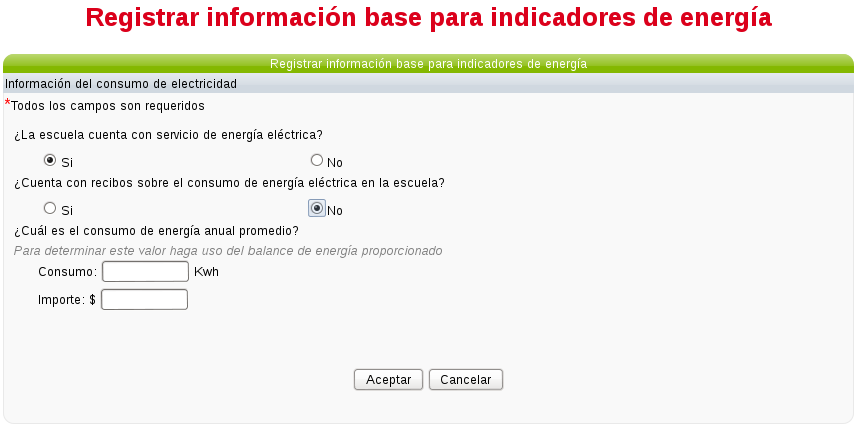 Registrar información base para indicadores de energía
Registrar información base para indicadores de energía
Información del consumo de electricidad
*Todos los campos son requeridos
¿La escuela cuenta con servicio de energía eléctrica?
Si No
¿Cuenta con recibos sobre el consumo de energía eléctrica en la escuela?
Si No
¿Cuál es el consumo de energía anual promedio?
Para determinar este valor haga uso del balance de energía proporcionado
Consumo: Kwh
Importe: $
Aceptar Cancelar